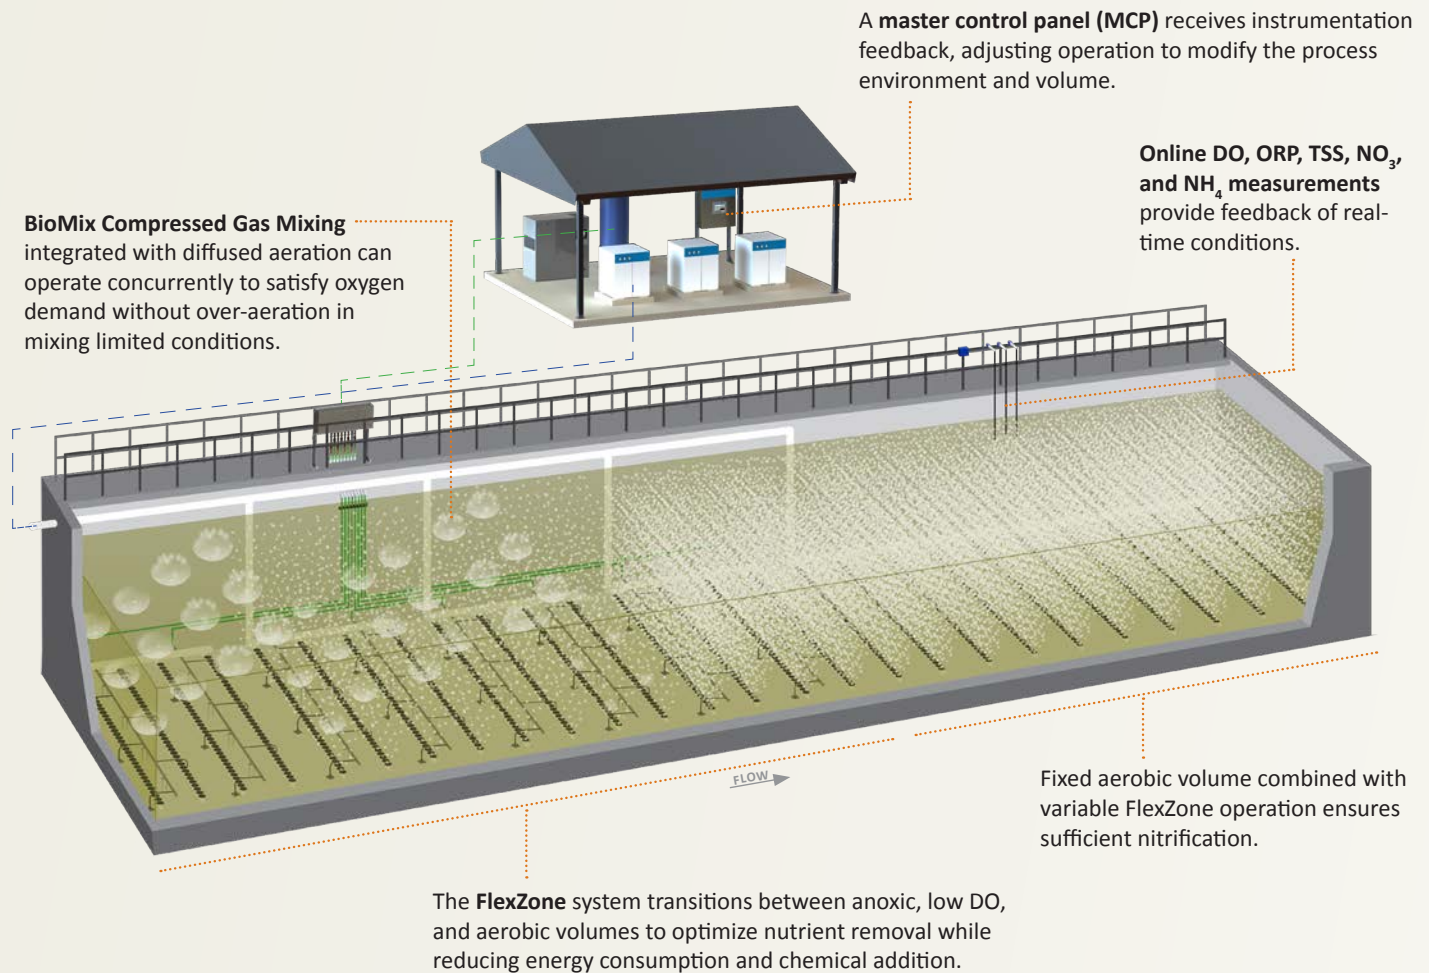 A master control panel (MCP) receives instrumentation
feedback, adjusting operation to modify the process
environment and volume.
Online DO, ORP, TSS, NO₃,
and NH₄ measurements
provide feedback of real-
time conditions.
BioMix Compressed Gas Mixing
integrated with diffused aeration can
operate concurrently to satisfy oxygen
demand without over-aeration in
mixing limited conditions.
FLOW
Fixed aerobic volume combined with
variable FlexZone operation ensures
sufficient nitrification.
The FlexZone system transitions between anoxic, low DO,
and aerobic volumes to optimize nutrient removal while
reducing energy consumption and chemical addition.